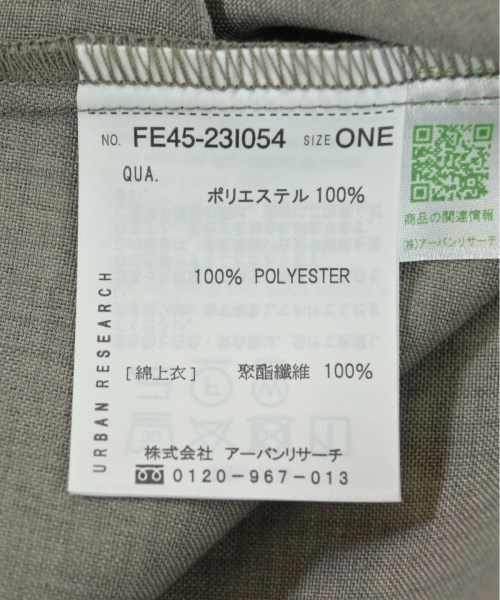 NO. FE45-23I054 SIZE ONE
QUA.
ポリエステル 100%
100% POLYESTER
[綿上衣] 聚酯纖維 100%
URBAN RESEARCH
株式会社 アーバンリサーチ
0120-967-013
商品の関連情報
(株)アーバンリサーチ